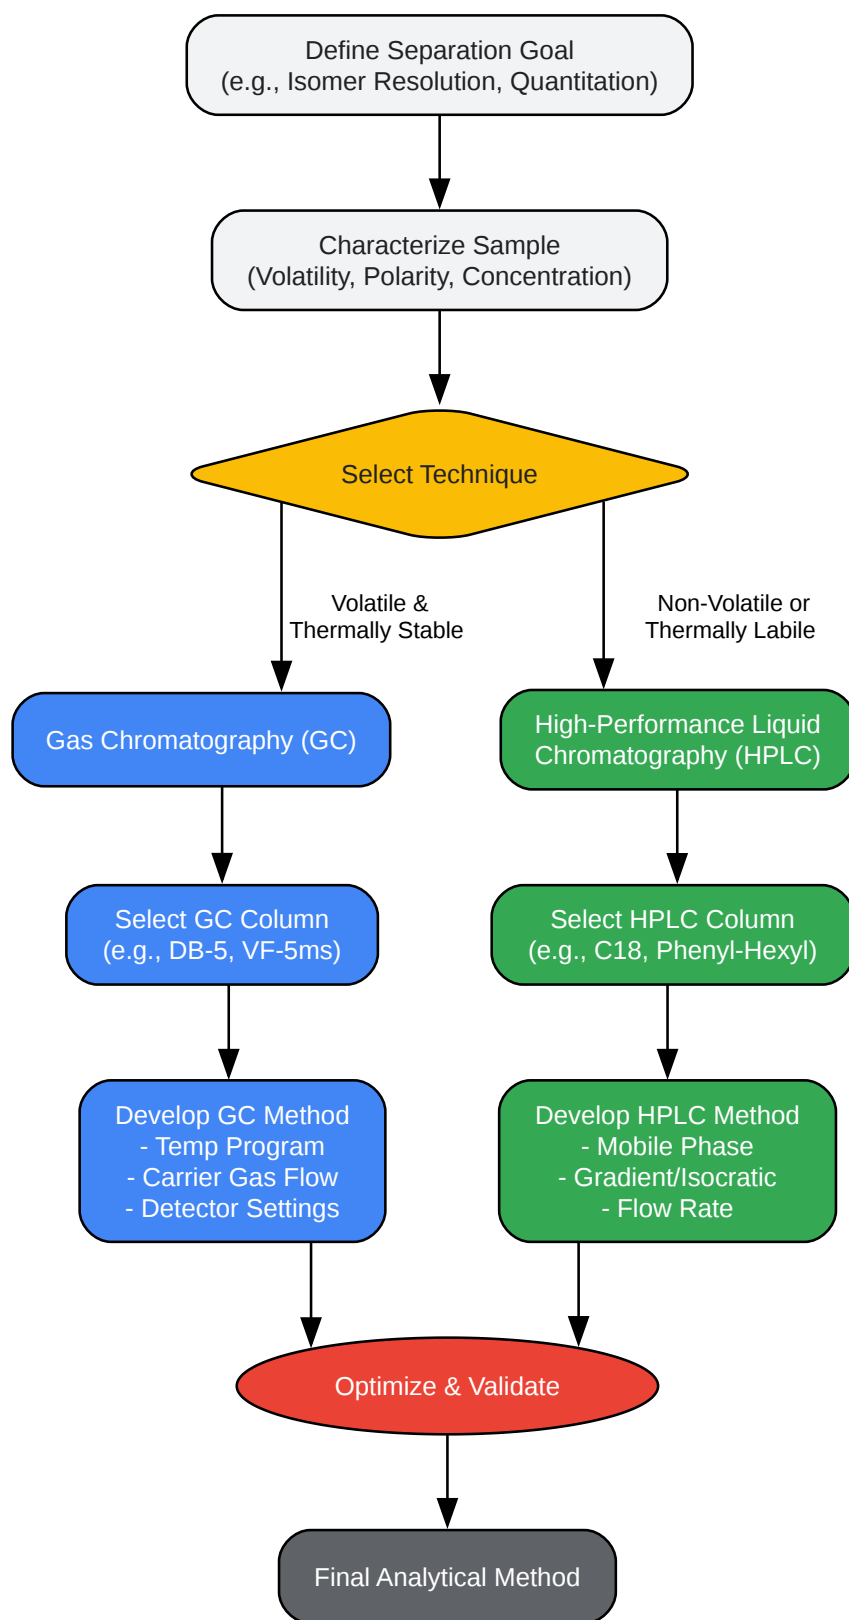 Define Separation Goal
(e.g., Isomer Resolution, Quantitation)
Characterize Sample
(Volatility, Polarity, Concentration)
Select Technique
Volatile &
Thermally Stable
Non-Volatile or
Thermally Labile
Gas Chromatography (GC)
High-Performance Liquid
Chromatography (HPLC)
Select GC Column
(e.g., DB-5, VF-5ms)
Select HPLC Column
(e.g., C18, Phenyl-Hexyl)
Develop GC Method
- Temp Program
- Carrier Gas Flow
- Detector Settings
Develop HPLC Method
- Mobile Phase
- Gradient/Isocratic
- Flow Rate
Optimize & Validate
Final Analytical Method